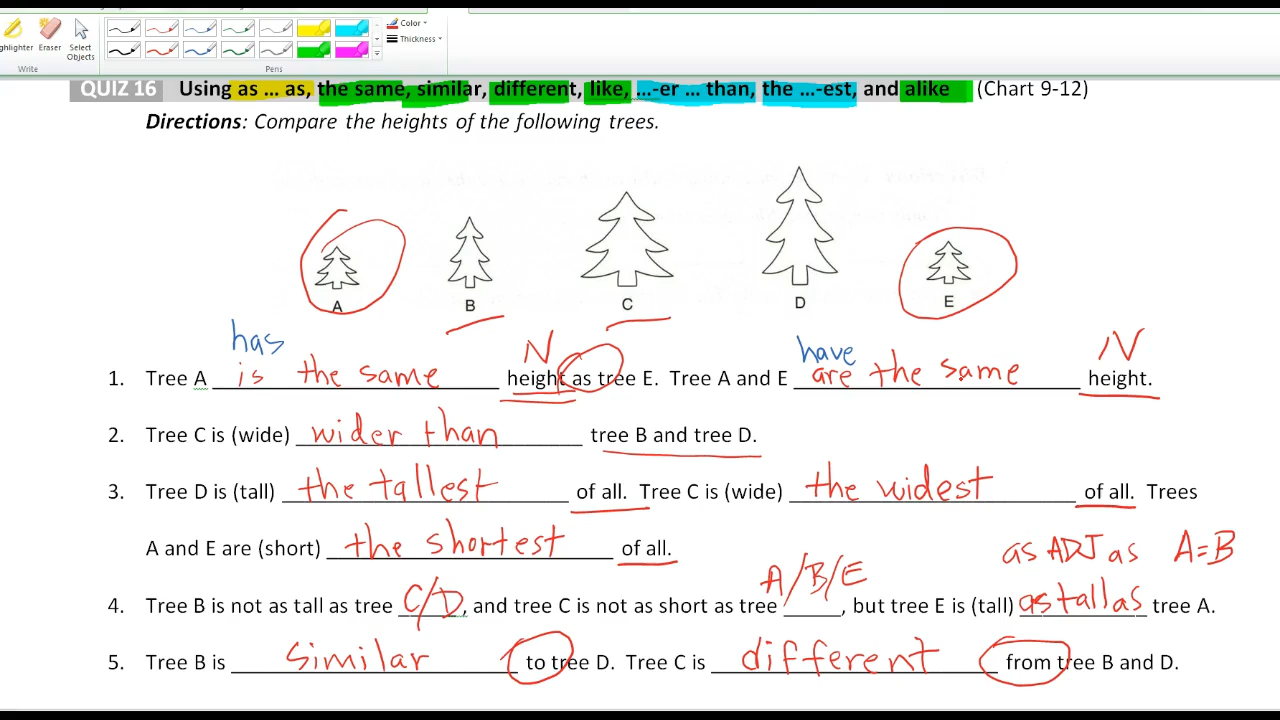 Color
Highlighter Eraser Select Objects Thickness
Write Pens
QUIZ 16 Using as ... as, the same, similar, different, like, ...-er ... than, the ...-est, and alike (Chart 9-12)
Directions: Compare the heights of the following trees.
A B C D E
has N have N
1. Tree A is the same height as tree E. Tree A and E are the same height.
2. Tree C is (wide) wider than tree B and tree D.
3. Tree D is (tall) the tallest of all. Tree C is (wide) the widest of all. Trees
A and E are (short) the shortest of all.
as ADJ as A=B
4. Tree B is not as tall as tree C/D, and tree C is not as short as tree A/B/E, but tree E is (tall) as tall as tree A.
5. Tree B is similar to tree D. Tree C is different from tree B and D.